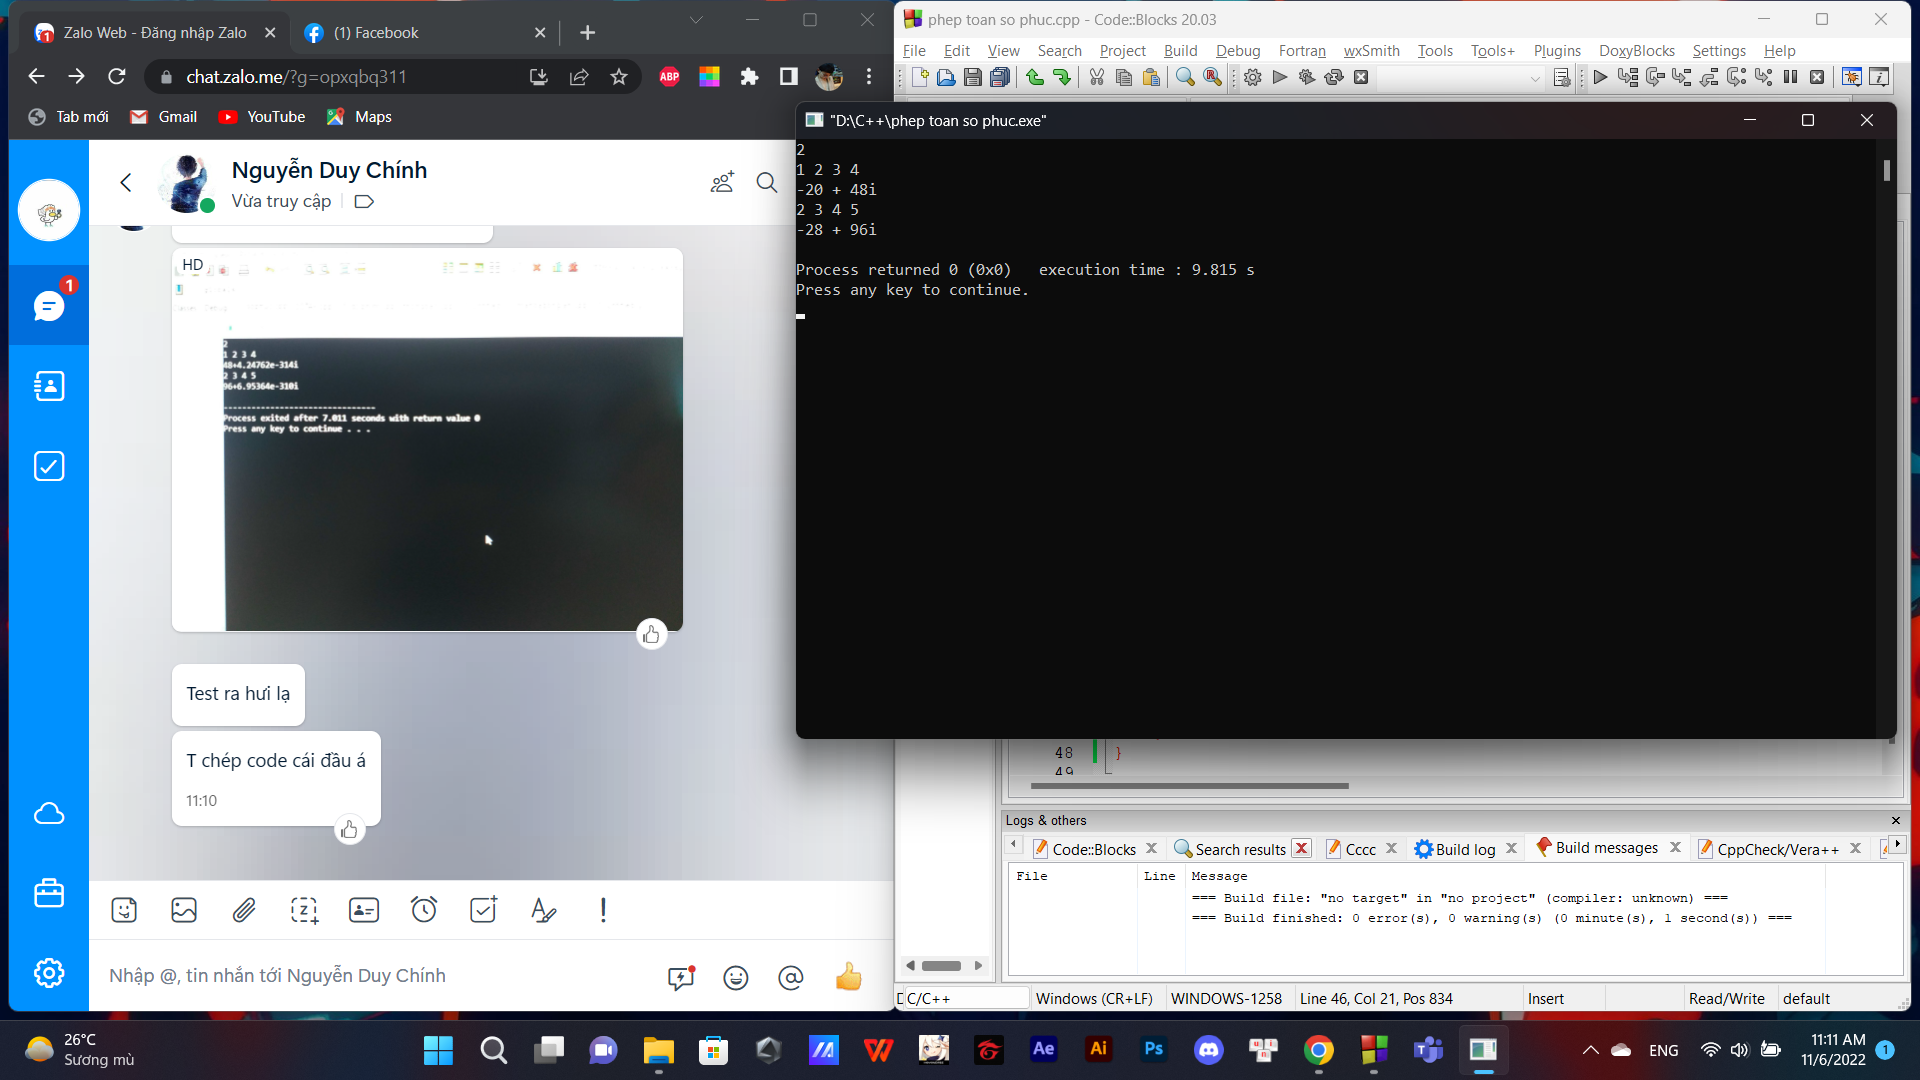 Zalo Web - Đăng nhập Zalo
(1) Facebook
chat.zalo.me/?g=opxqbq311
ABP
Tab mới
Gmail
YouTube
Maps
Nguyễn Duy Chính
Vừa truy cập
1
HD
2
1 2 3 4
48+4.24762e-314i
2 3 4 5
96+6.95364e-310i
--------------------------------
Process exited after 7.011 seconds with return value 0
Press any key to continue . . .
Test ra hưi lạ
T chép code cái đầu á
11:10
Nhập @, tin nhắn tới Nguyễn Duy Chính
phep toan so phuc.cpp - Code::Blocks 20.03
File Edit View Search Project Build Debug Fortran wxSmith Tools Tools+ Plugins DoxyBlocks Settings Help
"D:\C++\phep toan so phuc.exe"
2
1 2 3 4
-20 + 48i
2 3 4 5
-28 + 96i
Process returned 0 (0x0)   execution time : 9.815 s
Press any key to continue.
48 }
49
Logs & others
Code::Blocks
Search results
Cccc
Build log
Build messages
CppCheck/Vera++
File Line Message
=== Build file: "no target" in "no project" (compiler: unknown) ===
=== Build finished: 0 error(s), 0 warning(s) (0 minute(s), 1 second(s)) ===
C/C++
Windows (CR+LF)
WINDOWS-1258
Line 46, Col 21, Pos 834
Insert
Read/Write
default
26°C
Sương mù
Ae
Ai
Ps
ENG
11:11 AM
11/6/2022
1